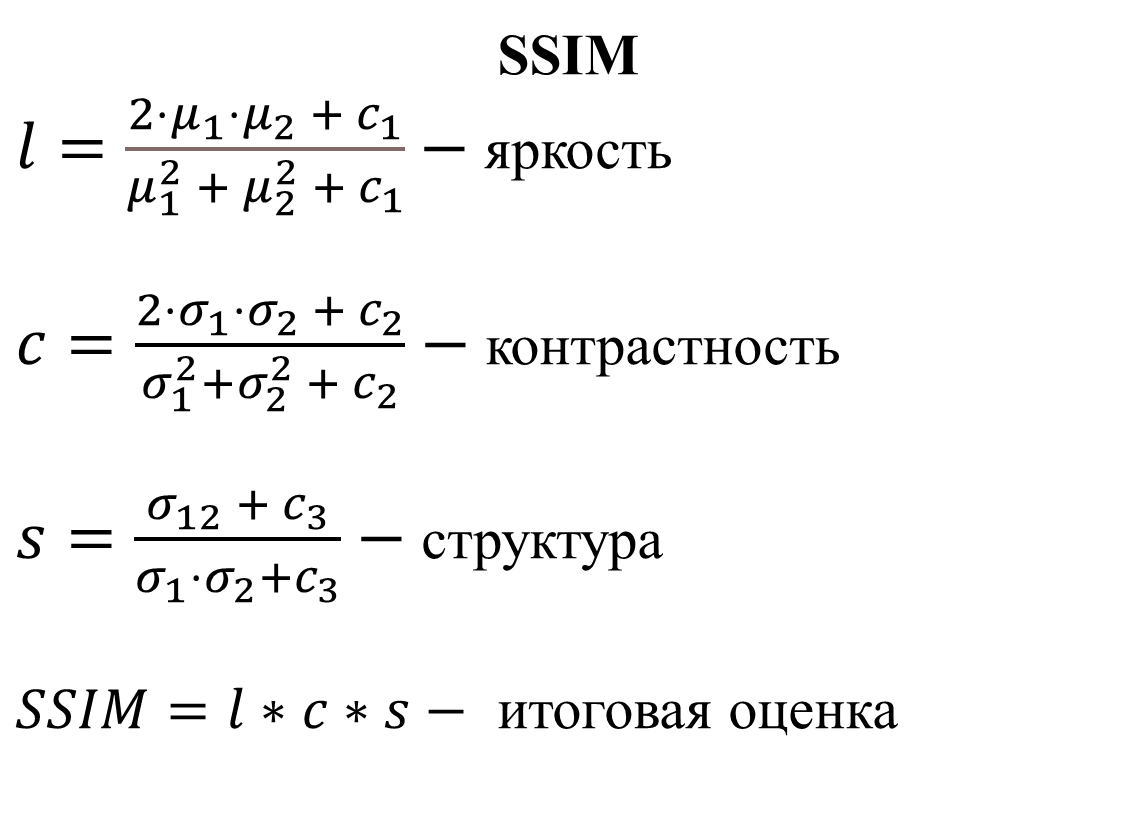 SSIM
l = (2·μ₁·μ₂ + c₁)/(μ₁² + μ₂² + c₁) − яркость
c = (2·σ₁·σ₂ + c₂)/(σ₁²+σ₂² + c₂) − контрастность
s = (σ₁₂ + c₃)/(σ₁·σ₂+c₃) − структура
SSIM = l ∗ c ∗ s − итоговая оценка